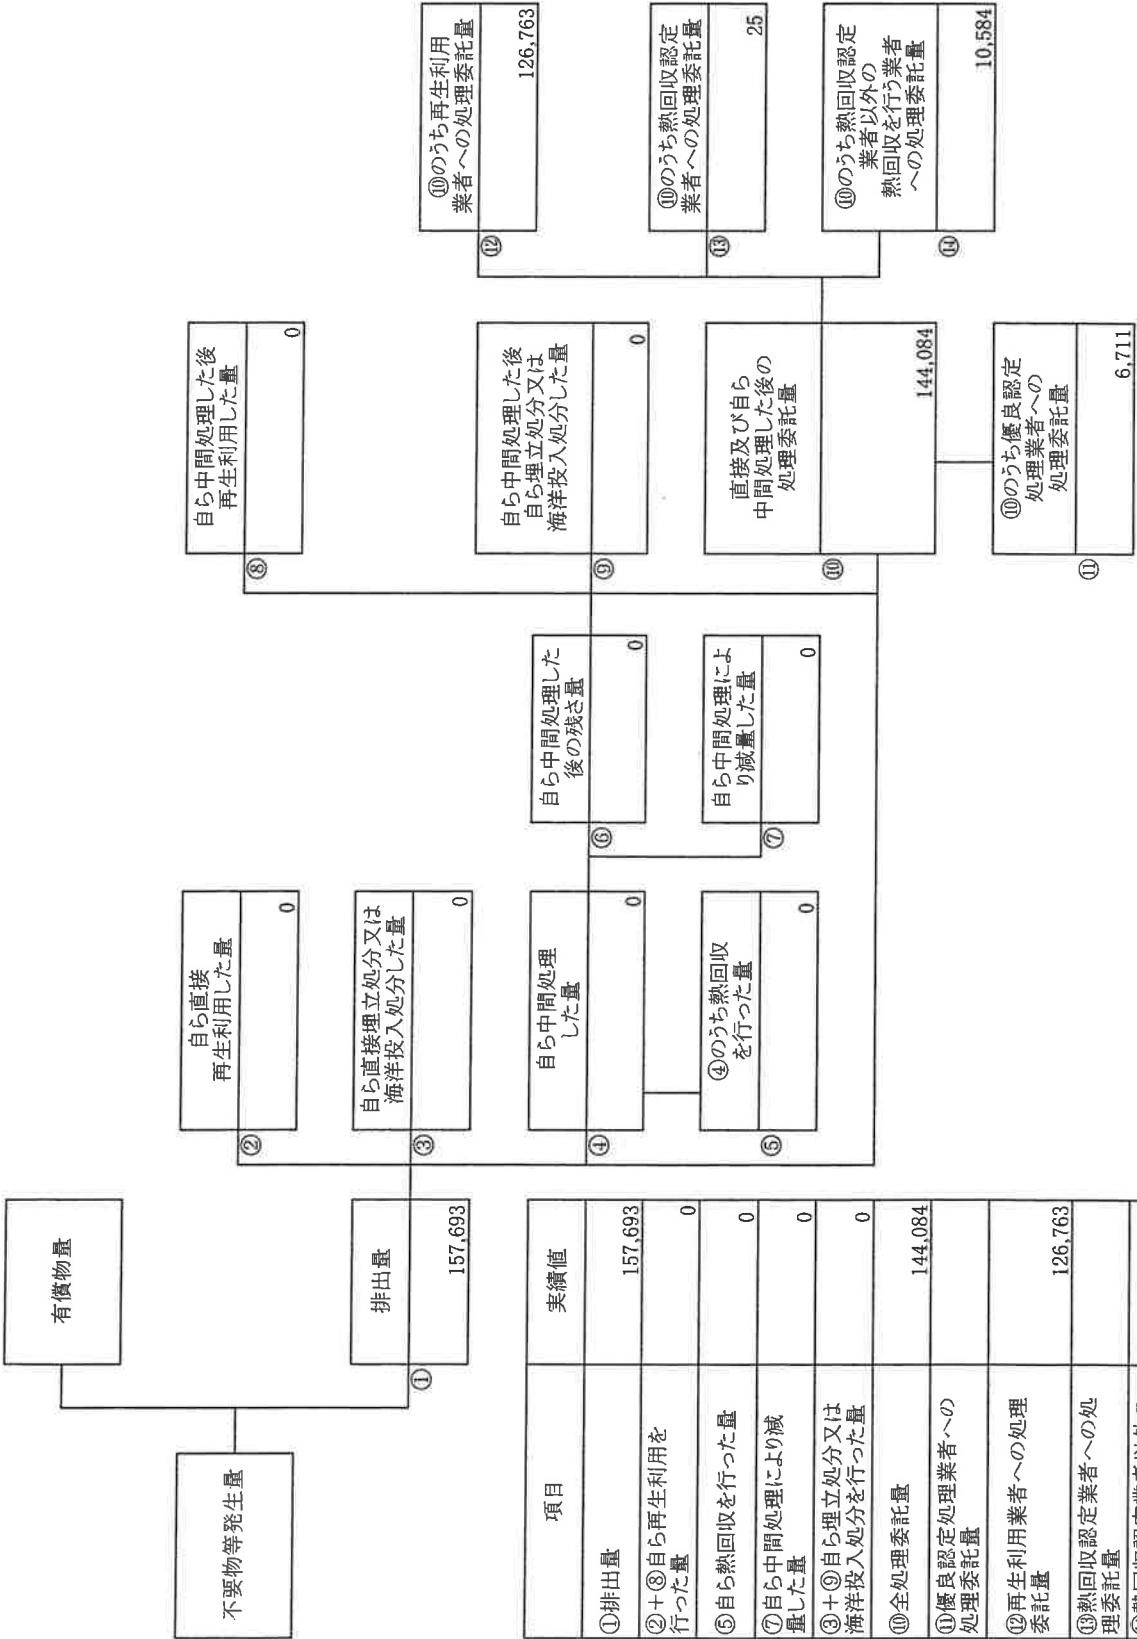 不要物等発生量
有償物量
①
排出量
157,693
②
自ら直接
再生利用した量
0
③
自ら直接埋立処分又は
海洋投入処分した量
0
④
自ら中間処理
した量
0
⑤
④のうち熱回収
を行った量
0
⑥
自ら中間処理した
後の残さ量
0
⑦
自ら中間処理によ
り減量した量
0
⑧
自ら中間処理した後
再生利用した量
0
⑨
自ら中間処理した後
自ら埋立処分又は
海洋投入処分した量
0
⑩
直接及び自ら
中間処理した後の
処理委託量
144,084
⑪
⑩のうち優良認定
処理業者への
処理委託量
6,711
⑫
⑩のうち再生利用
業者への処理委託量
126,763
⑬
⑩のうち熱回収認定
業者への処理委託量
25
⑭
⑩のうち熱回収認定
業者以外の
熱回収を行う業者
への処理委託量
10,584
項目 実績値
①排出量 157,693
②+⑧自ら再生利用を
行った量 0
⑤自ら熱回収を行った量 0
⑦自ら中間処理により減
量した量 0
③+⑨自ら埋立処分又は
海洋投入処分を行った量 0
⑩全処理委託量 144,084
⑪優良認定処理業者への
処理委託量
⑫再生利用業者への処理
委託量 126,763
⑬熱回収認定業者への処
理委託量